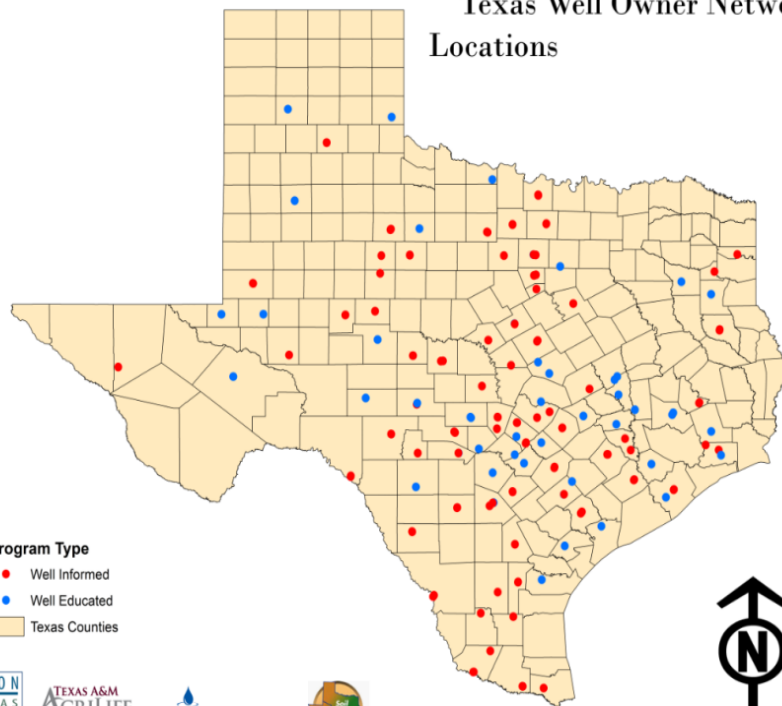 Texas Well Owner Netw
Locations
rogram Type
Well Informed
Well Educated
Texas Counties
N
O N
A S
TEXAS A&M
AGRILIFE